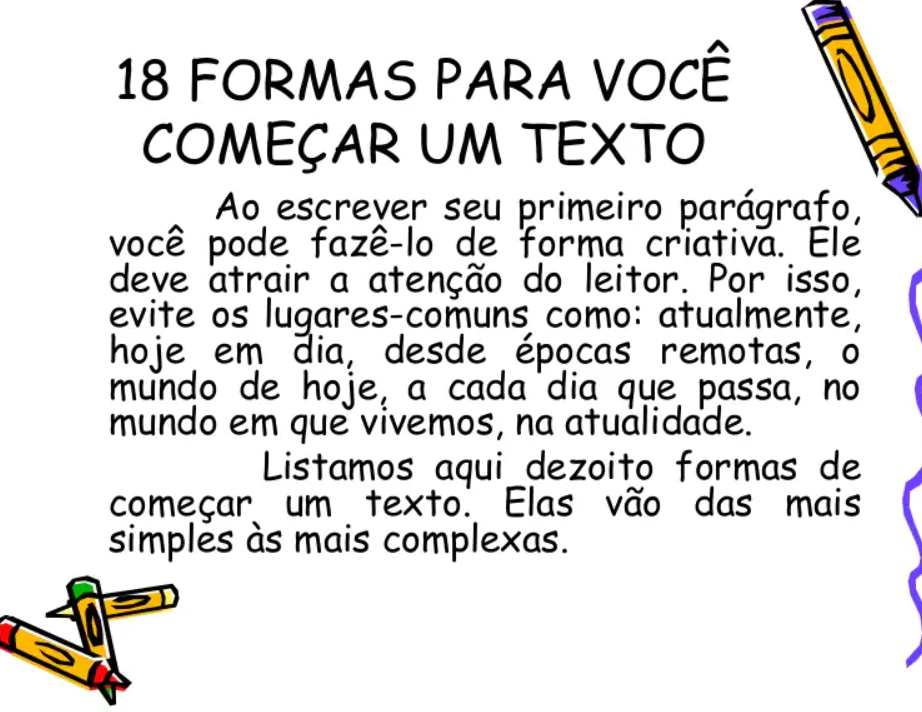 18 FORMAS PARA VOCÊ
COMEÇAR UM TEXTO
Ao escrever seu primeiro parágrafo,
você pode fazê-lo de forma criativa. Ele
deve atrair a atenção do leitor. Por isso,
evite os lugares-comuns como: atualmente,
hoje em dia, desde épocas remotas, o
mundo de hoje, a cada dia que passa, no
mundo em que vivemos, na atualidade.
Listamos aqui dezoito formas de
começar um texto. Elas vão das mais
simples às mais complexas.